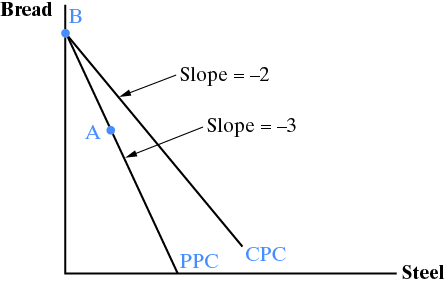 Bread
B
Slope = –2
Slope = –3
A
CPC
PPC
Steel